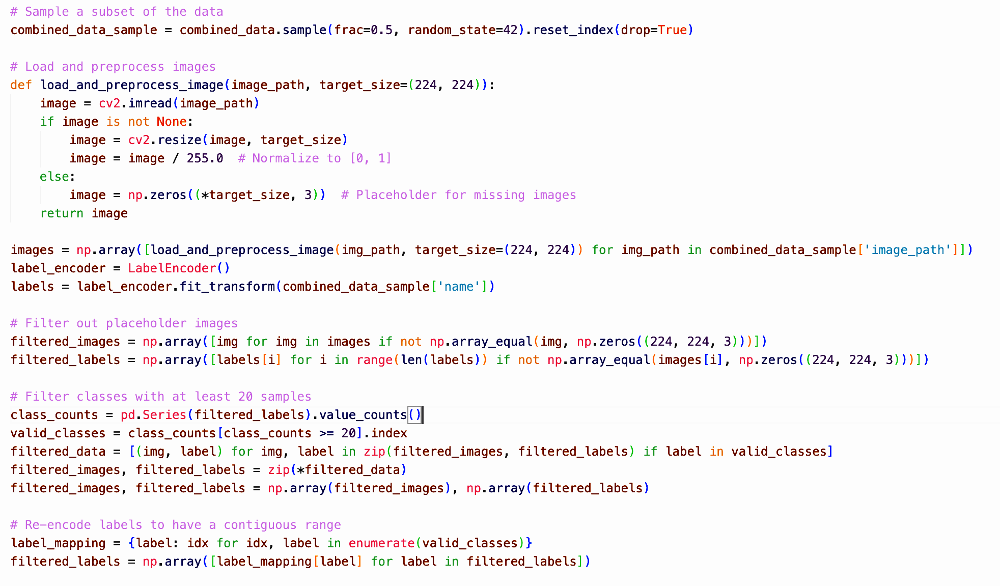 # Sample a subset of the data
combined_data_sample = combined_data.sample(frac=0.5, random_state=42).reset_index(drop=True)

# Load and preprocess images
def load_and_preprocess_image(image_path, target_size=(224, 224)):
    image = cv2.imread(image_path)
    if image is not None:
        image = cv2.resize(image, target_size)
        image = image / 255.0  # Normalize to [0, 1]
    else:
        image = np.zeros((*target_size, 3))  # Placeholder for missing images
    return image

images = np.array([load_and_preprocess_image(img_path, target_size=(224, 224)) for img_path in combined_data_sample['image_path']])
label_encoder = LabelEncoder()
labels = label_encoder.fit_transform(combined_data_sample['name'])

# Filter out placeholder images
filtered_images = np.array([img for img in images if not np.array_equal(img, np.zeros((224, 224, 3)))])
filtered_labels = np.array([labels[i] for i in range(len(labels)) if not np.array_equal(images[i], np.zeros((224, 224, 3)))])

# Filter classes with at least 20 samples
class_counts = pd.Series(filtered_labels).value_counts()
valid_classes = class_counts[class_counts >= 20].index
filtered_data = [(img, label) for img, label in zip(filtered_images, filtered_labels) if label in valid_classes]
filtered_images, filtered_labels = zip(*filtered_data)
filtered_images, filtered_labels = np.array(filtered_images), np.array(filtered_labels)

# Re-encode labels to have a contiguous range
label_mapping = {label: idx for idx, label in enumerate(valid_classes)}
filtered_labels = np.array([label_mapping[label] for label in filtered_labels])